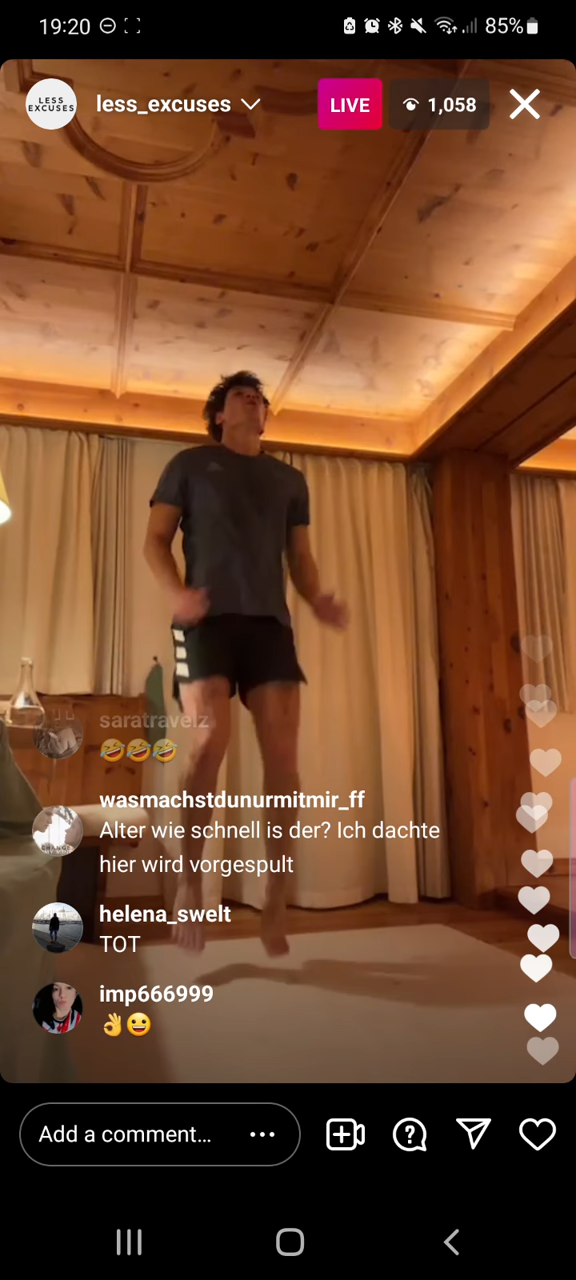 19:20
85%
LESS
EXCUSES
less_excuses
LIVE
1,058
saratravelz
🤣🤣🤣
wasmachstdunurmitmir_ff
Alter wie schnell is der? Ich dachte
hier wird vorgespult
helena_swelt
TOT
imp666999
👌😀
Add a comment...